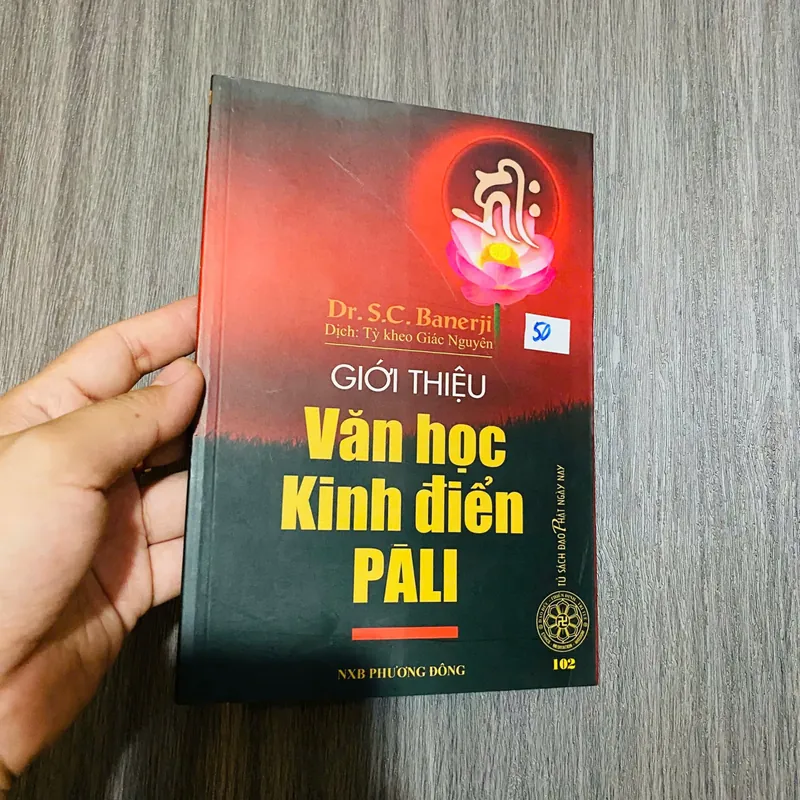 Dr. S.C. Banerji
Dịch: Tỳ kheo Giác Nguyên
50
GIỚI THIỆU
Văn học
Kinh điển
PĀLI
TỦ SÁCH ĐẠO PHẬT NGÀY NAY
102
NXB PHƯƠNG ĐÔNG